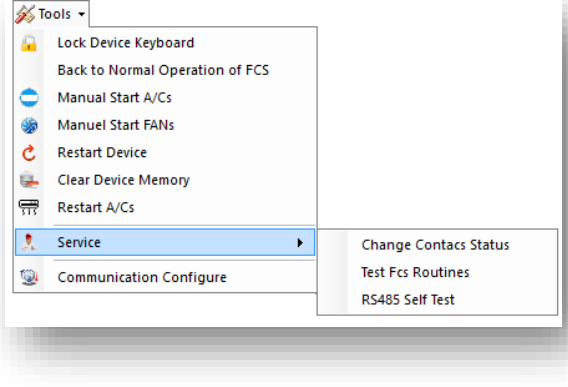 Tools
Lock Device Keyboard
Back to Normal Operation of FCS
Manual Start A/Cs
Manuel Start FANs
Restart Device
Clear Device Memory
Restart A/Cs
Service
Change Contacs Status
Test Fcs Routines
RS485 Self Test
Communication Configure